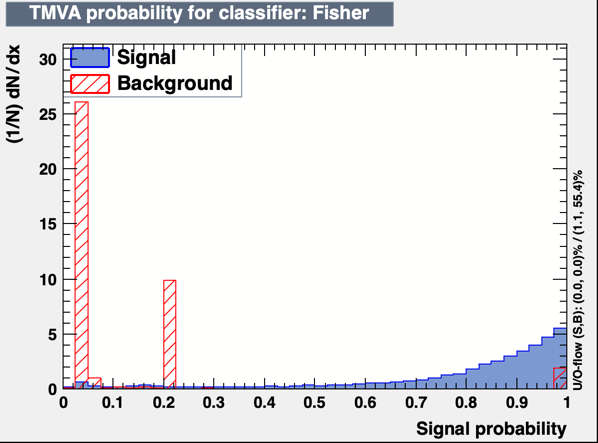 TMVA probability for classifier: Fisher
(1/N) dN/dx
Signal
Background
30
25
20
15
10
5
0
0 0.1 0.2 0.3 0.4 0.5 0.6 0.7 0.8 0.9 1
Signal probability
U/O-flow (S,B): (0.0, 0.0)% / (1.1, 55.4)%